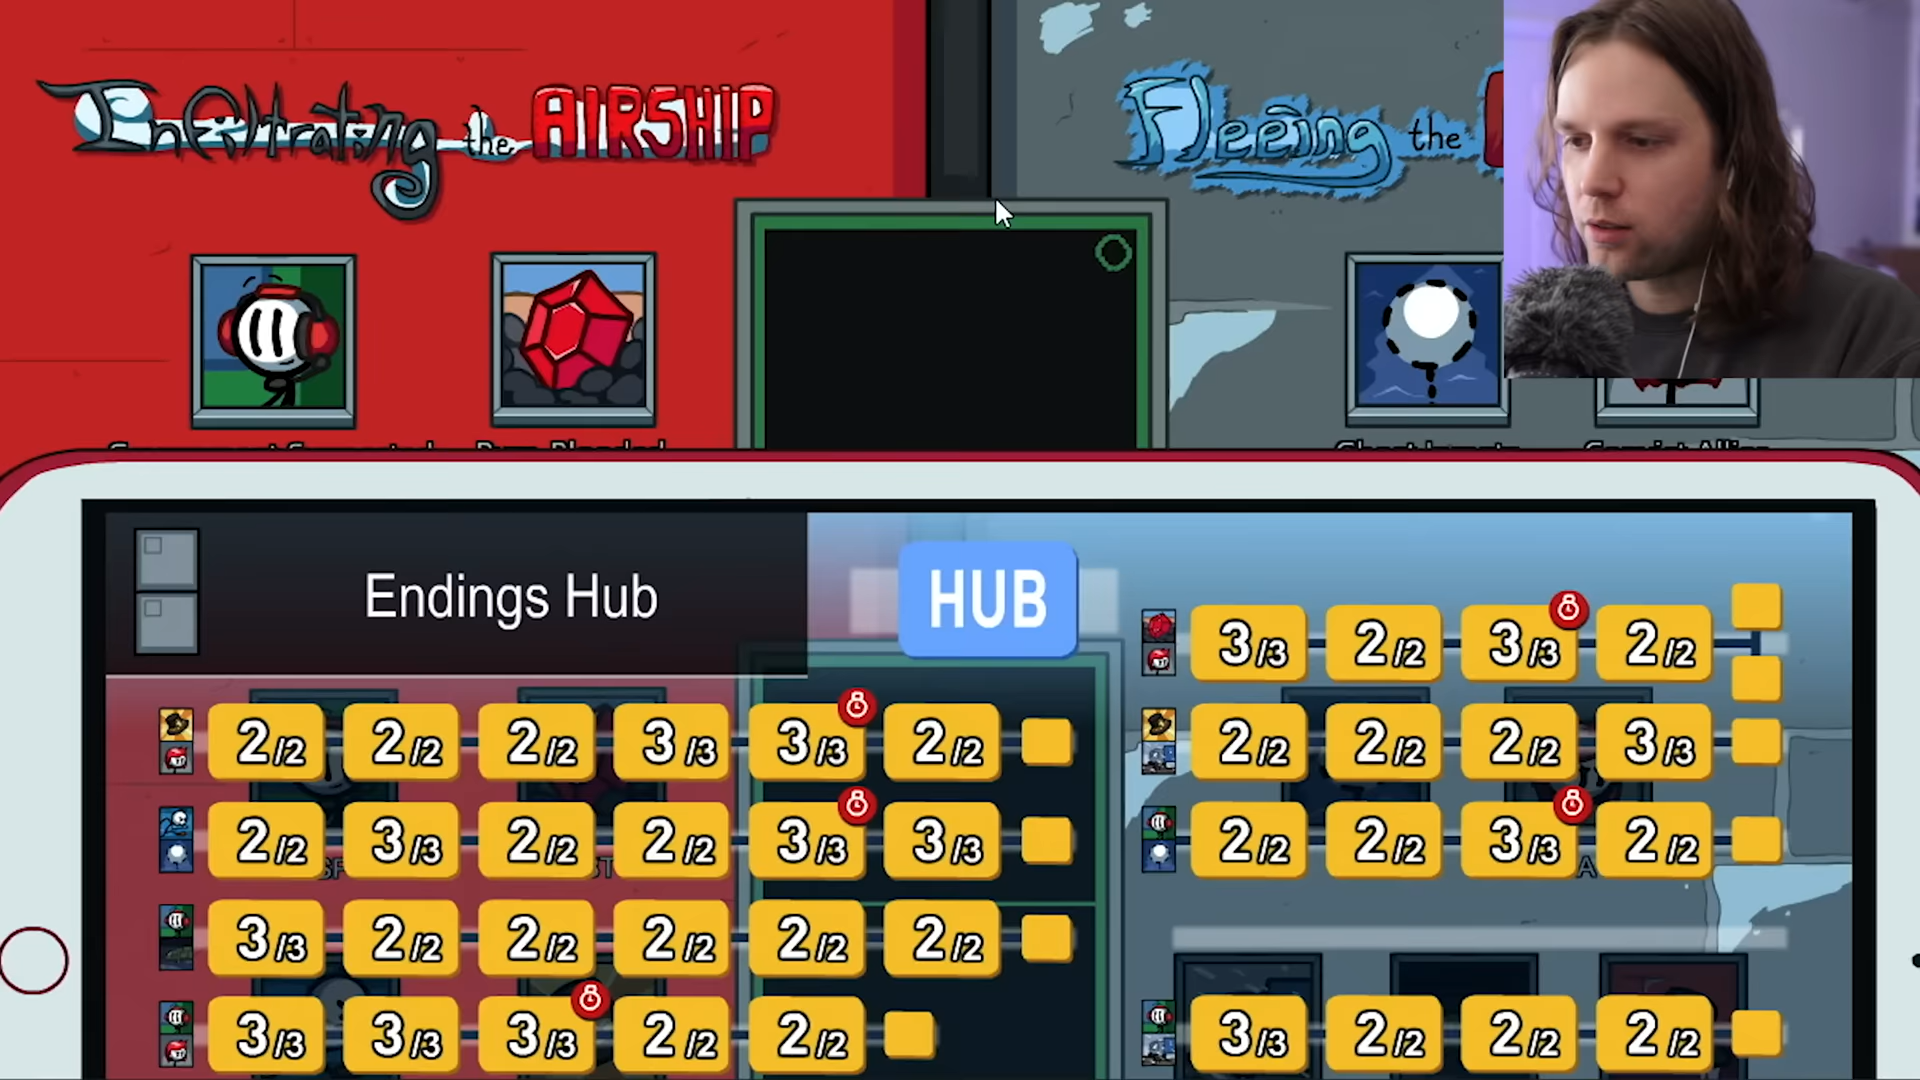 Infiltrating the AIRSHIP
Fleeing the
Endings Hub
HUB
3/3 2/2 3/3 2/2
2/2 2/2 2/2 3/3 3/3 2/2
2/2 2/2 2/2 3/3
2/2 3/3 2/2 2/2 3/3 3/3
2/2 2/2 3/3 2/2
3/3 2/2 2/2 2/2 2/2 2/2
3/3 3/3 3/3 2/2 2/2
3/3 2/2 2/2 2/2